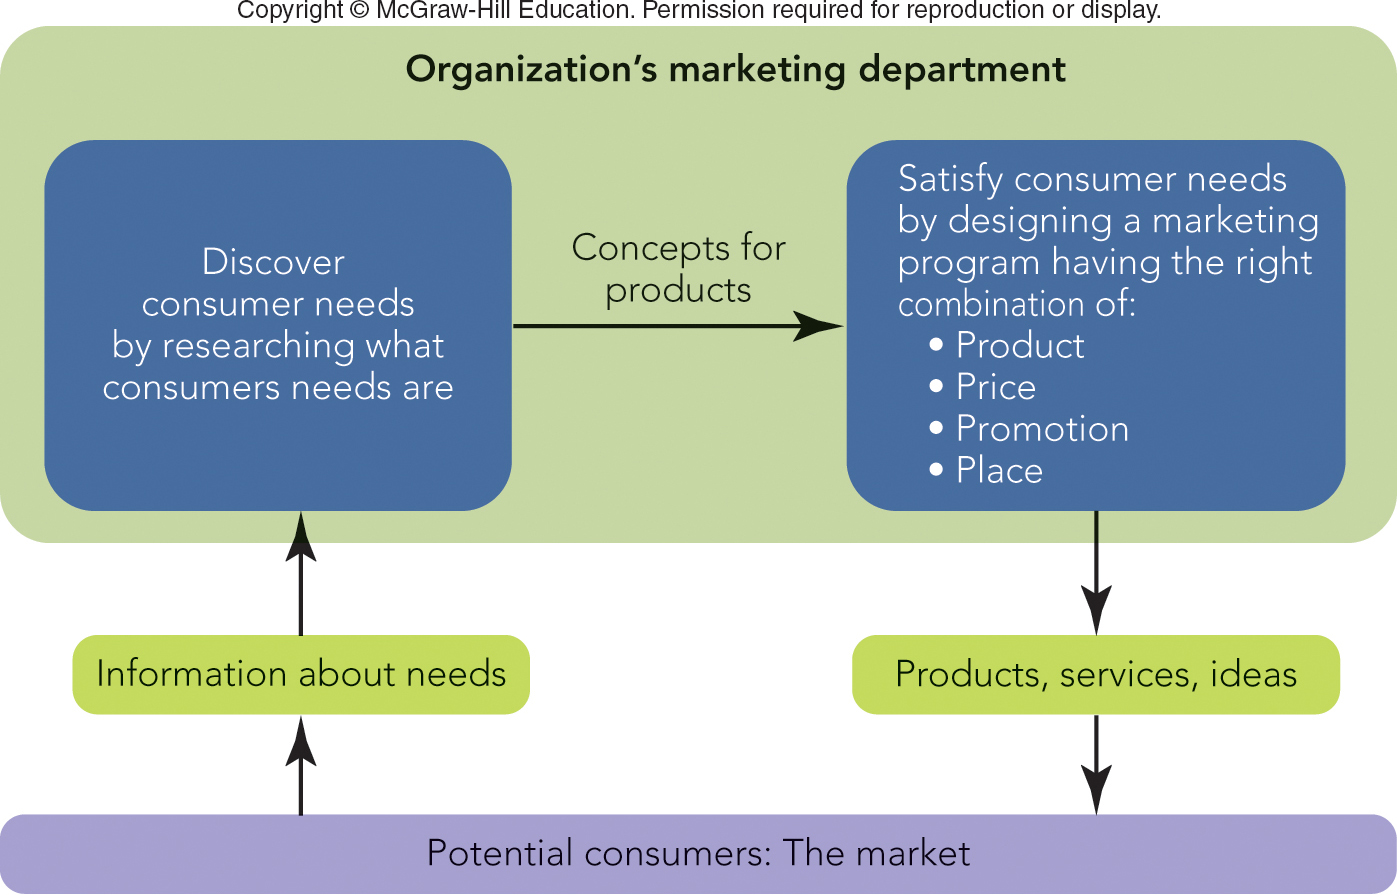 Copyright © McGraw-Hill Education. Permission required for reproduction or display.
Organization’s marketing department
Discover
consumer needs
by researching what
consumers needs are
Concepts for
products
Satisfy consumer needs
by designing a marketing
program having the right
combination of:
• Product
• Price
• Promotion
• Place
Information about needs
Products, services, ideas
Potential consumers: The market